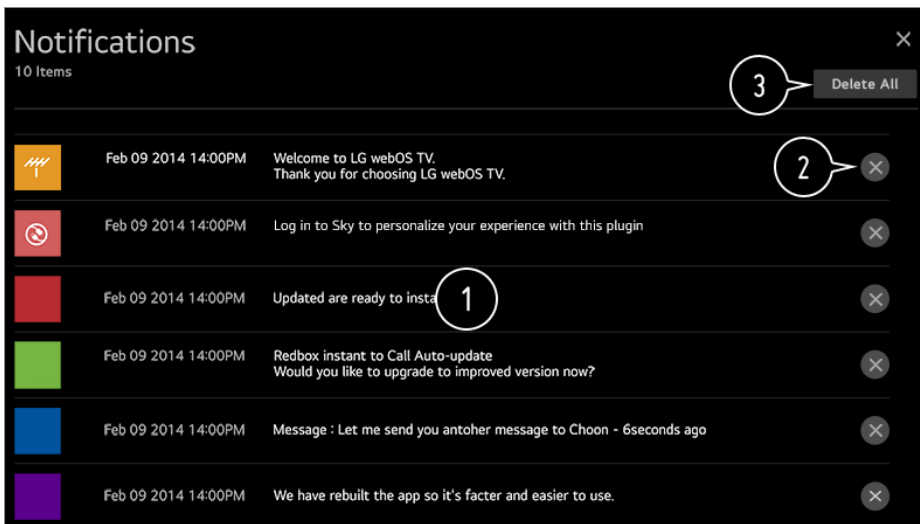 Notifications
10 Items
3
Delete All
Feb 09 2014 14:00PM
Welcome to LG webOS TV.
Thank you for choosing LG webOS TV.
2
Feb 09 2014 14:00PM
Log in to Sky to personalize your experience with this plugin
Feb 09 2014 14:00PM
Updated are ready to insta
1
Feb 09 2014 14:00PM
Redbox instant to Call Auto-update
Would you like to upgrade to improved version now?
Feb 09 2014 14:00PM
Message : Let me send you antoher message to Choon - 6seconds ago
Feb 09 2014 14:00PM
We have rebuilt the app so it's facter and easier to use.